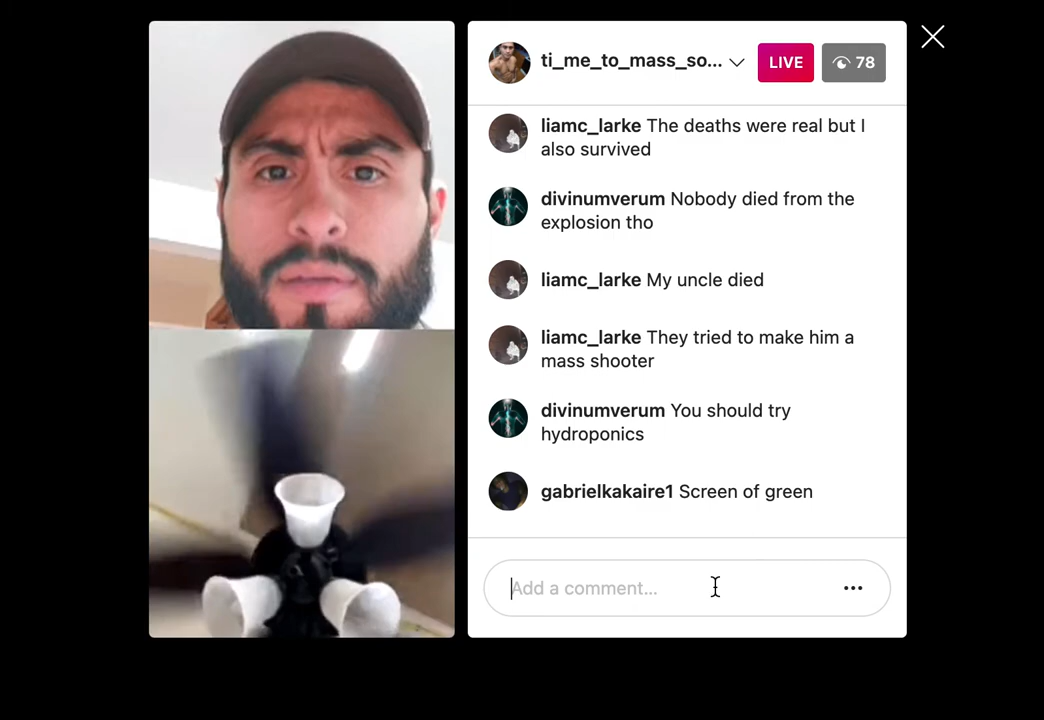 ti_me_to_mass_so...
LIVE
78
liamc_larke The deaths were real but I
also survived
divinumverum Nobody died from the
explosion tho
liamc_larke My uncle died
liamc_larke They tried to make him a
mass shooter
divinumverum You should try
hydroponics
gabrielkakaire1 Screen of green
Add a comment...